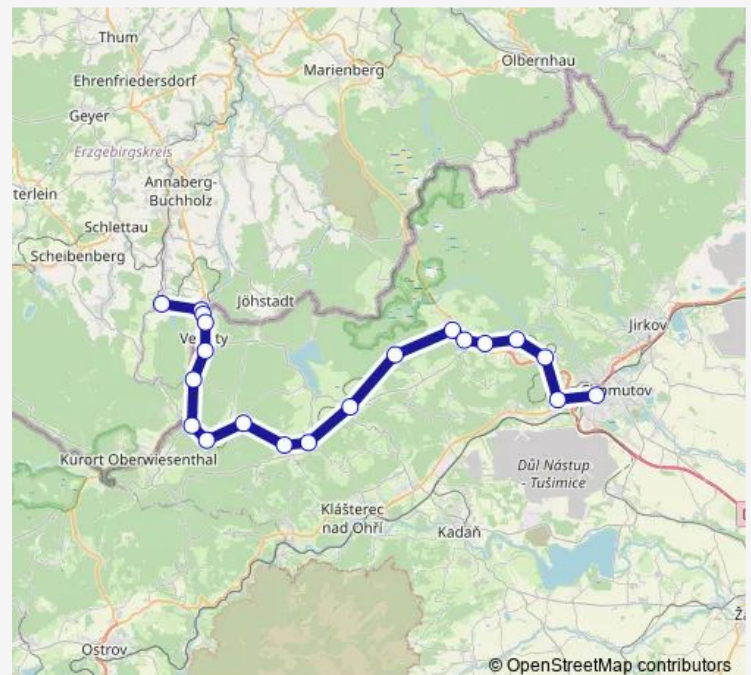 Thum
Olbernhau
Marienberg
Ehrenfriedersdorf
Geyer
Erzgebirgskreis
Annaberg-
Buchholz
terlein
Schlettau
Scheibenberg
Jöhstadt
Jirkov
Kurort Oberwiesenthal
Důl Nástup
- Tušimice
Klášterec
nad Ohří
Kadaň
Ostrov
© OpenStreetMap contributors